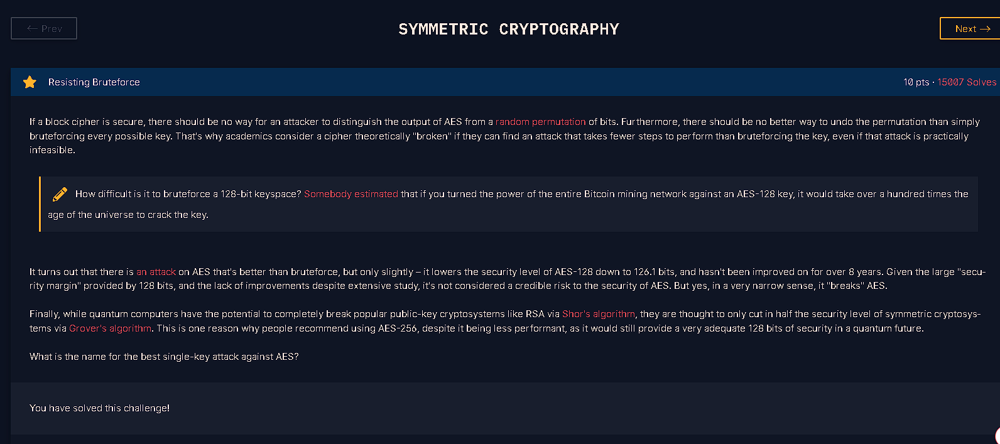 ← Prev
SYMMETRIC CRYPTOGRAPHY
Next →
Resisting Bruteforce
10 pts · 15007 Solves
If a block cipher is secure, there should be no way for an attacker to distinguish the output of AES from a random permutation of bits. Furthermore, there should be no better way to undo the permutation than simply
bruteforcing every possible key. That's why academics consider a cipher theoretically "broken" if they can find an attack that takes fewer steps to perform than bruteforcing the key, even if that attack is practically
infeasible.
How difficult is it to bruteforce a 128-bit keyspace? Somebody estimated that if you turned the power of the entire Bitcoin mining network against an AES-128 key, it would take over a hundred times the
age of the universe to crack the key.
It turns out that there is an attack on AES that's better than bruteforce, but only slightly – it lowers the security level of AES-128 down to 126.1 bits, and hasn't been improved on for over 8 years. Given the large "secu-
rity margin" provided by 128 bits, and the lack of improvements despite extensive study, it's not considered a credible risk to the security of AES. But yes, in a very narrow sense, it "breaks" AES.
Finally, while quantum computers have the potential to completely break popular public-key cryptosystems like RSA via Shor's algorithm, they are thought to only cut in half the security level of symmetric cryptosys-
tems via Grover's algorithm. This is one reason why people recommend using AES-256, despite it being less performant, as it would still provide a very adequate 128 bits of security in a quantum future.
What is the name for the best single-key attack against AES?
You have solved this challenge!